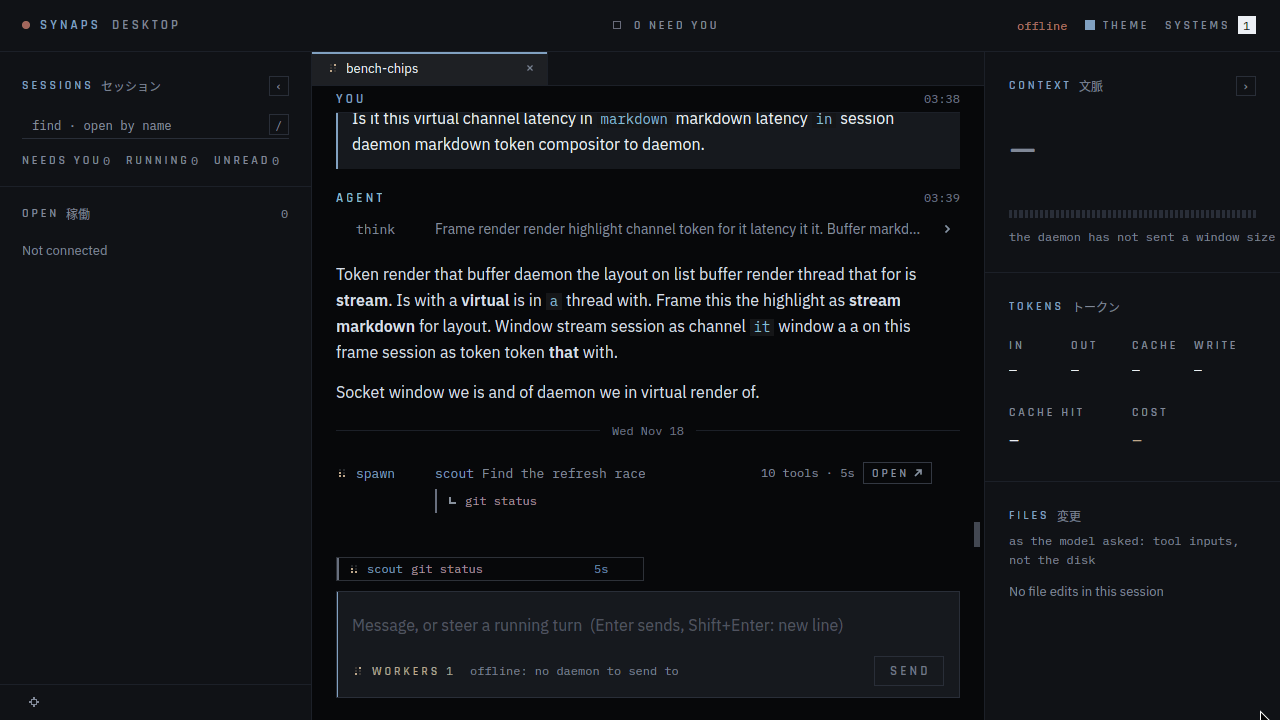 SYNAPS DESKTOP
0 NEED YOU
offline
THEME
SYSTEMS 1
SESSIONS セッション
‹
find · open by name
/
NEEDS YOU 0 RUNNING 0 UNREAD 0
OPEN 稼働
0
Not connected
bench-chips
×
YOU
03:38
Is it this virtual channel latency in markdown markdown latency in session
daemon markdown token compositor to daemon.
AGENT
03:39
think
Frame render render highlight channel token for it latency it it. Buffer markd…
›
Token render that buffer daemon the layout on list buffer render thread that for is
stream. Is with a virtual is in a thread with. Frame this the highlight as stream
markdown for layout. Window stream session as channel it window a a on this
frame session as token token that with.
Socket window we is and of daemon we in virtual render of.
Wed Nov 18
spawn
scout Find the refresh race
10 tools · 5s
OPEN
git status
scout git status
5s
Message, or steer a running turn (Enter sends, Shift+Enter: new line)
WORKERS 1
offline: no daemon to send to
SEND
CONTEXT 文脈
›
—
the daemon has not sent a window size
TOKENS トークン
IN OUT CACHE WRITE
— — — —
CACHE HIT COST
— —
FILES 変更
as the model asked: tool inputs,
not the disk
No file edits in this session